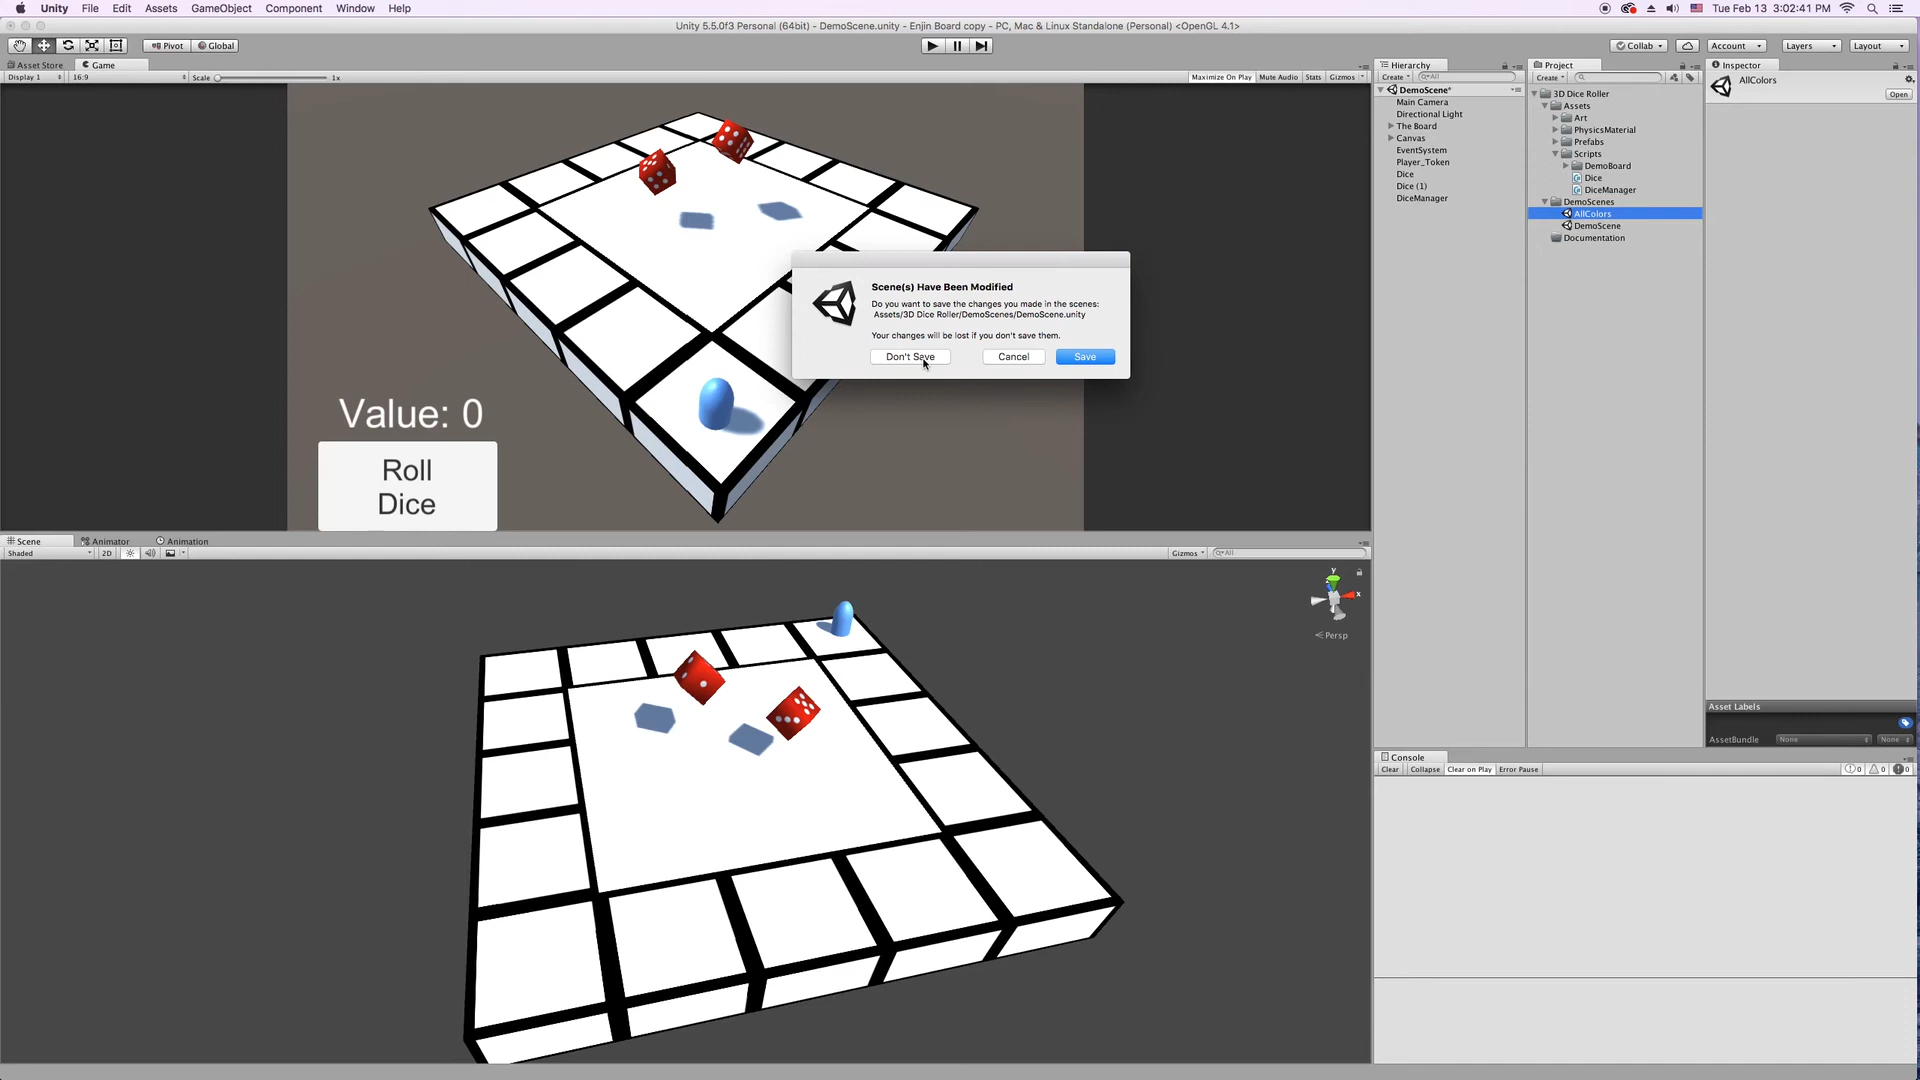 Unity File Edit Assets GameObject Component Window Help
Tue Feb 13 3:02:41 PM
Unity 5.5.0f3 Personal (64bit) - DemoScene.unity - Enjin Board copy - PC, Mac & Linux Standalone (Personal) <OpenGL 4.1>
Pivot Global
Collab Account Layers Layout
Asset Store Game
Display 1 16:9 Scale 1x
Maximize On Play Mute Audio Stats Gizmos
Hierarchy
Create All
DemoScene*
Main Camera
Directional Light
The Board
Canvas
EventSystem
Player_Token
Dice
Dice (1)
DiceManager
Project
Create
3D Dice Roller
Assets
Art
PhysicsMaterial
Prefabs
Scripts
DemoBoard
Dice
DiceManager
DemoScenes
AllColors
DemoScene
Documentation
Inspector
AllColors
Open
Scene(s) Have Been Modified
Do you want to save the changes you made in the scenes:
Assets/3D Dice Roller/DemoScenes/DemoScene.unity
Your changes will be lost if you don't save them.
Don't Save Cancel Save
Value: 0
Roll
Dice
Scene Animator Animation
Shaded 2D Gizmos All
y
x
Persp
Asset Labels
AssetBundle None None
Console
Clear Collapse Clear on Play Error Pause 0 0 0